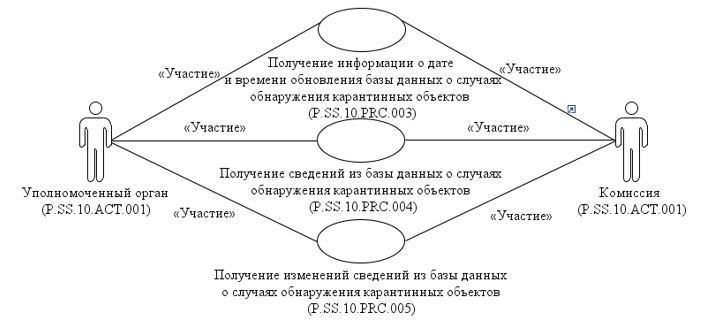 Получение информации о дате
и времени обновления базы данных о случаях
обнаружения карантинных объектов
(P.SS.10.PRC.003)
«Участие»
«Участие»
«Участие»
«Участие»
Уполномоченный орган
(P.SS.10.ACT.001)
Получение сведений из базы данных о случаях
обнаружения карантинных объектов
(P.SS.10.PRC.004)
Комиссия
(P.SS.10.ACT.001)
«Участие»
«Участие»
Получение изменений сведений из базы данных
о случаях обнаружения карантинных объектов
(P.SS.10.PRC.005)